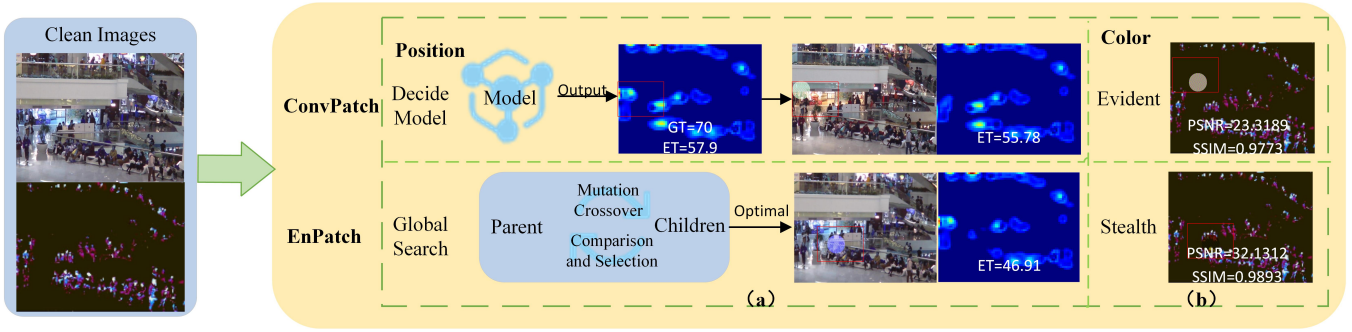 Clean Images
Position
Color
ConvPatch
Decide
Model
Model
Output
GT=70
ET=57.9
ET=55.78
Evident
PSNR=23.3189
SSIM=0.9773
EnPatch
Global
Search
Parent
Mutation
Crossover
Comparison
and Selection
Children
Optimal
ET=46.91
Stealth
PSNR=32.1312
SSIM=0.9893
(a)
(b)